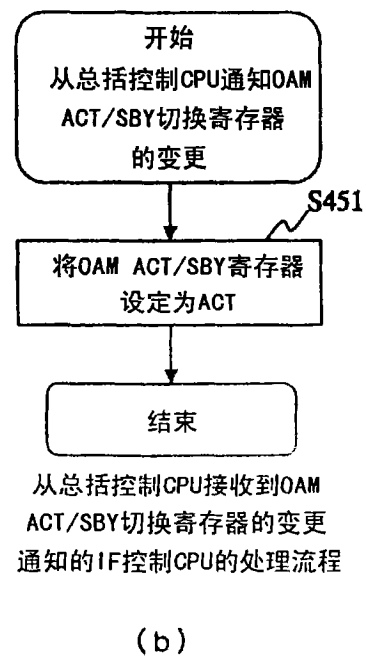 开始
从总括控制CPU通知OAM
ACT/SBY切换寄存器
的变更
S451
将OAM ACT/SBY寄存器
设定为ACT
结束
从总括控制CPU接收到OAM
ACT/SBY切换寄存器的变更
通知的IF控制CPU的处理流程
(b)